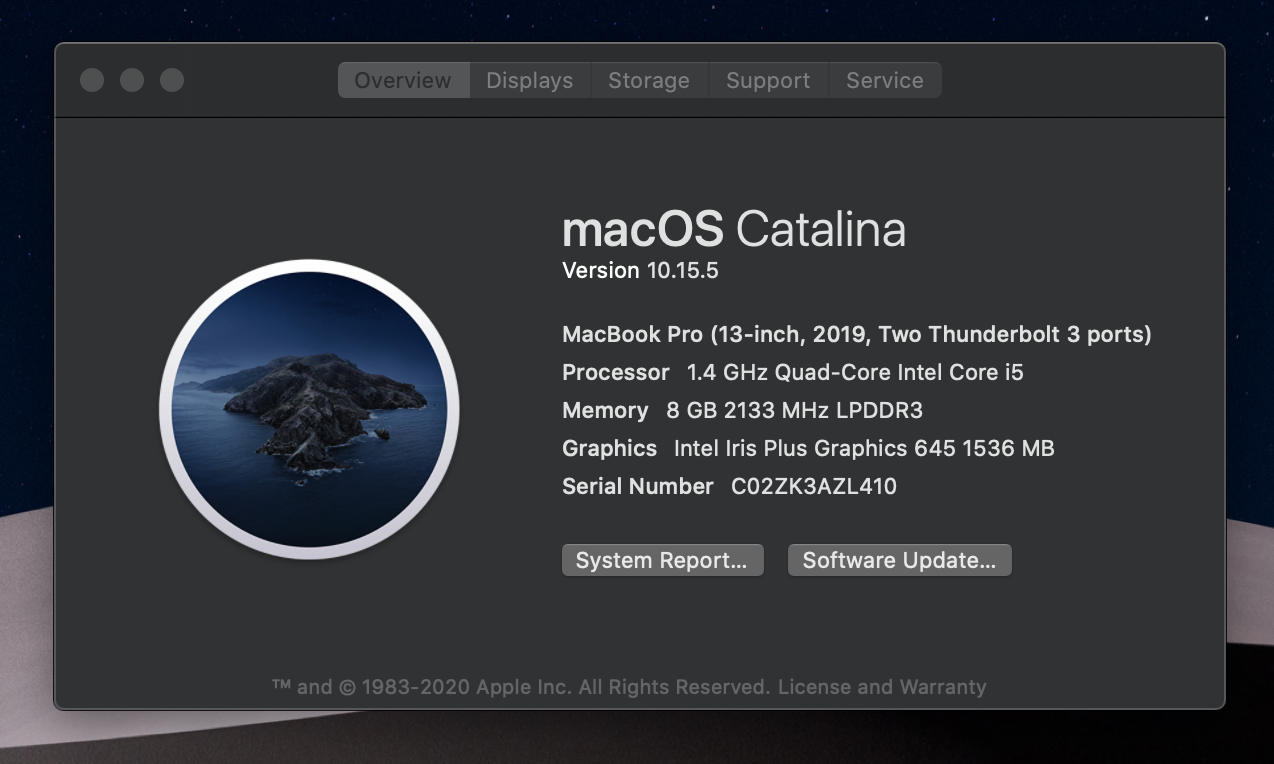 Overview Displays Storage Support Service
macOS Catalina
Version 10.15.5
MacBook Pro (13-inch, 2019, Two Thunderbolt 3 ports)
Processor 1.4 GHz Quad-Core Intel Core i5
Memory 8 GB 2133 MHz LPDDR3
Graphics Intel Iris Plus Graphics 645 1536 MB
Serial Number C02ZK3AZL410
System Report... Software Update...
™ and © 1983-2020 Apple Inc. All Rights Reserved. License and Warranty